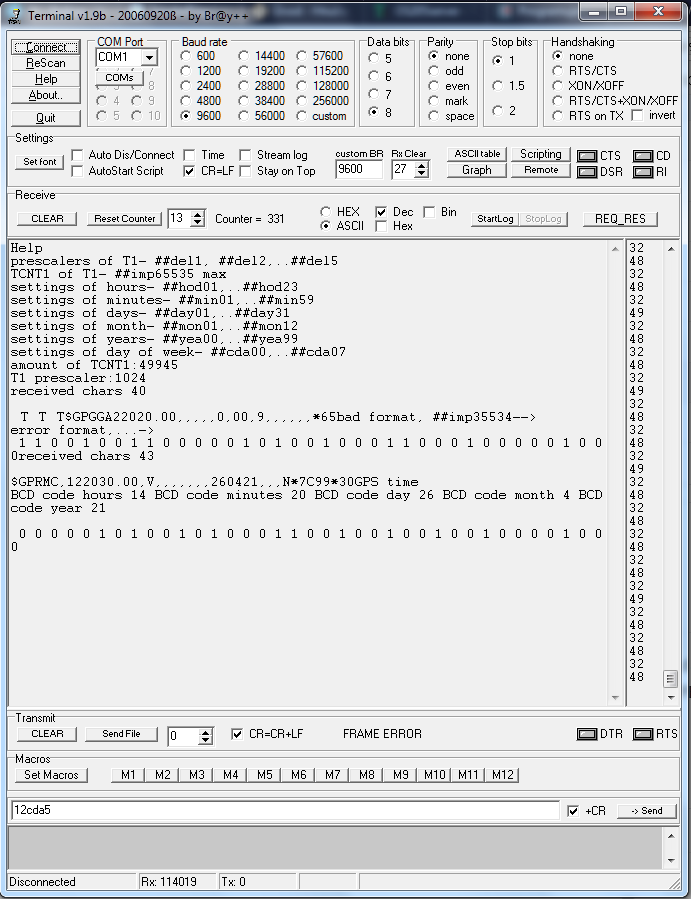 Terminal v1.9b - 20060920ß - by Br@y++
Connect
ReScan
Help
About..
Quit
COM Port
COM1
COMs
7
4 9
5 10
Baud rate
600 14400 57600
1200 19200 115200
2400 28800 128000
4800 38400 256000
9600 56000 custom
Data bits
5
6
7
8
Parity
none
odd
even
mark
space
Stop bits
1
1.5
2
Handshaking
none
RTS/CTS
XON/XOFF
RTS/CTS+XON/XOFF
RTS on TX invert
Settings
Set font
Auto Dis/Connect Time Stream log
AutoStart Script CR=LF Stay on Top
custom BR Rx Clear
9600 27
ASCII table Scripting
Graph Remote
CTS CD
DSR RI
Receive
CLEAR Reset Counter 13 Counter = 331
HEX Dec Bin
ASCII Hex
StartLog StopLog REQ_RES
Help
prescalers of T1- ##del1, ##del2,..##del5
TCNT1 of T1- ##imp65535 max
settings of hours- ##hod01,..##hod23
settings of minutes- ##min01,..##min59
settings of days- ##day01,..##day31
settings of month- ##mon01,..##mon12
settings of years- ##yea00,..##yea99
settings of day of week- ##cda00,..##cda07
amount of TCNT1:49945
T1 prescaler:1024
received chars 40
T T T$GPGGA22020.00,,,,,0,00,9,,,,,,*65bad format, ##imp35534-->
error format,...->
1 1 0 0 1 0 0 1 1 0 0 0 0 0 1 0 1 0 0 1 0 0 0 1 1 0 0 0 1 0 0 0 0 0 1 0 0
0received chars 43
$GPRMC,122030.00,V,,,,,,,260421,,,N*7C99*30GPS time
BCD code hours 14 BCD code minutes 20 BCD code day 26 BCD code month 4 BCD
code year 21
0 0 0 0 0 1 0 1 0 0 1 0 1 0 0 0 1 1 0 0 1 0 0 1 0 0 1 0 0 1 0 0 0 0 1 0 0
0
32
48
32
48
32
49
32
48
32
48
32
49
32
48
32
48
32
49
32
48
32
48
32
48
32
48
32
49
32
48
32
48
32
48
Transmit
CLEAR Send File 0 CR=CR+LF FRAME ERROR DTR RTS
Macros
Set Macros M1 M2 M3 M4 M5 M6 M7 M8 M9 M10 M11 M12
12cda5 +CR -> Send
Disconnected Rx: 114019 Tx: 0